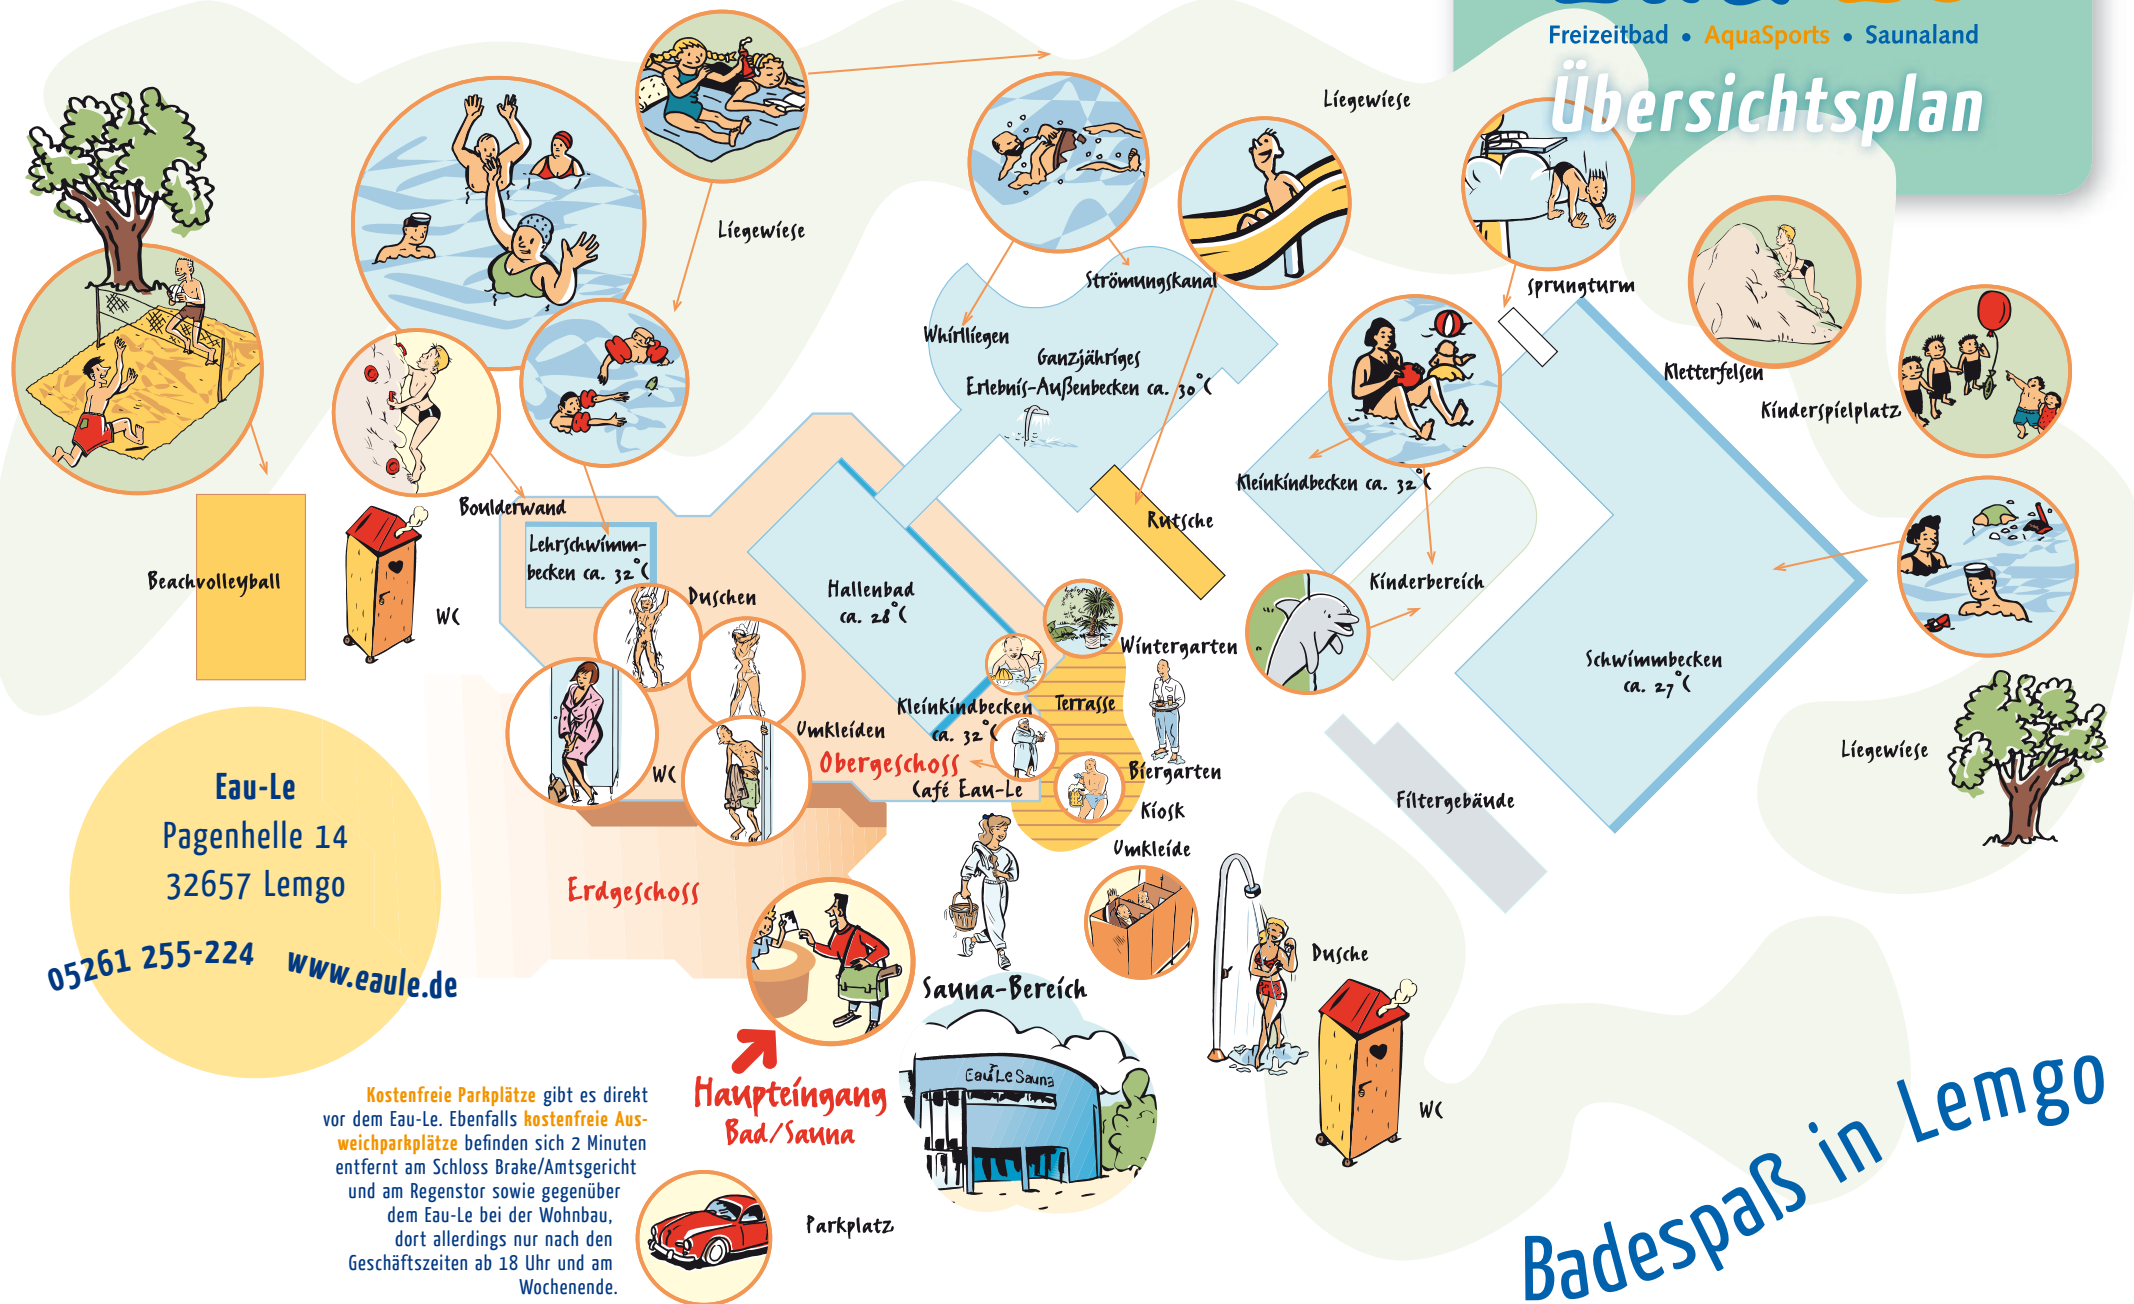 Freizeitbad • AquaSports • Saunaland
Übersichtsplan
Liegewiese
Liegewiese
Strömungskanal
Sprungturm
Whirlliegen
Ganzjähriges
Erlebnis-Außenbecken ca. 30°C
Kletterfelsen
Kinderspielplatz
Kleinkindbecken ca. 32°C
Boulderwand
Rutsche
Lehrschwimm-
becken ca. 32°C
Beachvolleyball
WC
Duschen
Hallenbad
ca. 28°C
Kinderbereich
Wintergarten
Schwimmbecken
ca. 27°C
Kleinkindbecken
ca. 32°C
Terrasse
Umkleiden
Obergeschoss
WC
Café Eau-Le
Biergarten
Kiosk
Umkleide
Filtergebäude
Liegewiese
Eau-Le
Pagenhelle 14
32657 Lemgo
05261 255-224 www.eaule.de
Erdgeschoss
Dusche
Sauna-Bereich
Eau Le Sauna
Haupteingang
Bad/Sauna
WC
Kostenfreie Parkplätze gibt es direkt
vor dem Eau-Le. Ebenfalls kostenfreie Aus-
weichparkplätze befinden sich 2 Minuten
entfernt am Schloss Brake/Amtsgericht
und am Regenstor sowie gegenüber
dem Eau-Le bei der Wohnbau,
dort allerdings nur nach den
Geschäftszeiten ab 18 Uhr und am
Wochenende.
Parkplatz
Badespaß in Lemgo